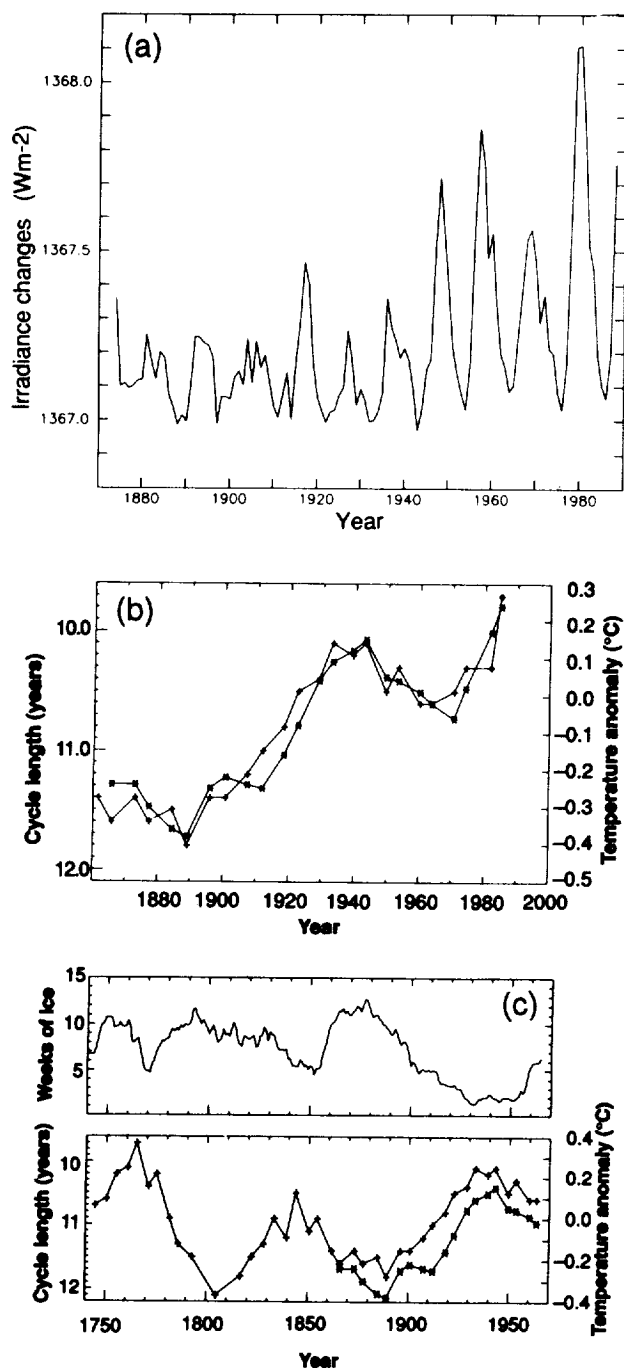 (a)
Irradiance changes (Wm-2)
1368.0
1367.5
1367.0
1880 1900 1920 1940 1960 1980
Year
(b)
Cycle length (years)
10.0
11.0
12.0
0.3
0.2
0.1
0.0
−0.1
−0.2
−0.3
−0.4
−0.5
Temperature anomaly (°C)
1880 1900 1920 1940 1960 1980 2000
Year
(c)
Weeks of Ice
15
10
5
Cycle length (years)
10
11
12
0.4
0.2
0.0
−0.2
−0.4
Temperature anomaly (°C)
1750 1800 1850 1900 1950
Year